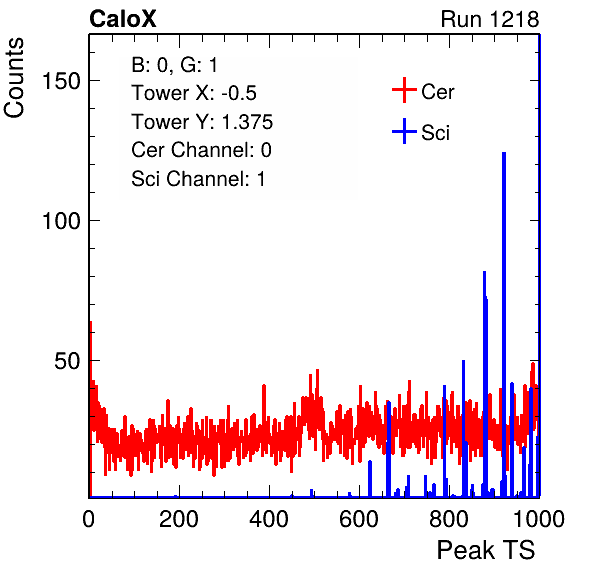 CaloX Run 1218
Counts
B: 0, G: 1
Tower X: -0.5
Tower Y: 1.375
Cer Channel: 0
Sci Channel: 1
Cer
Sci
150
100
50
0 200 400 600 800 1000
Peak TS